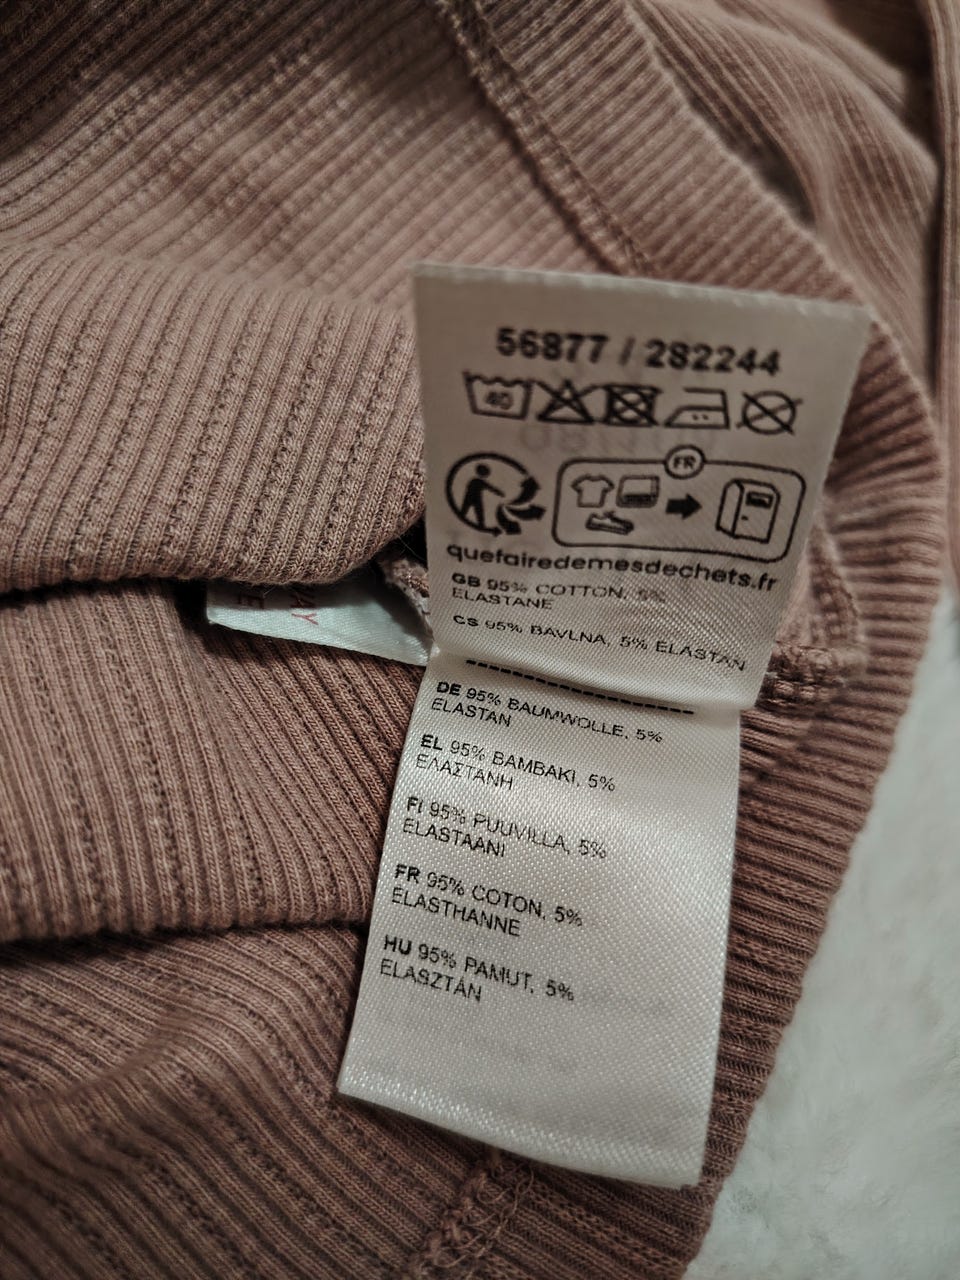 56877 / 282244
40
FR
quefairedemesdechets.fr
GB 95% COTTON, 5%
ELASTANE
CS 95% BAVLNA, 5% ELASTAN
DE 95% BAUMWOLLE, 5%
ELASTAN
EL 95% ΒΑΜΒΑΚΙ, 5%
ΕΛΑΣΤΑΝΗ
FI 95% PUUVILLA, 5%
ELASTAANI
FR 95% COTON, 5%
ELASTHANNE
HU 95% PAMUT, 5%
ELASZTÁN